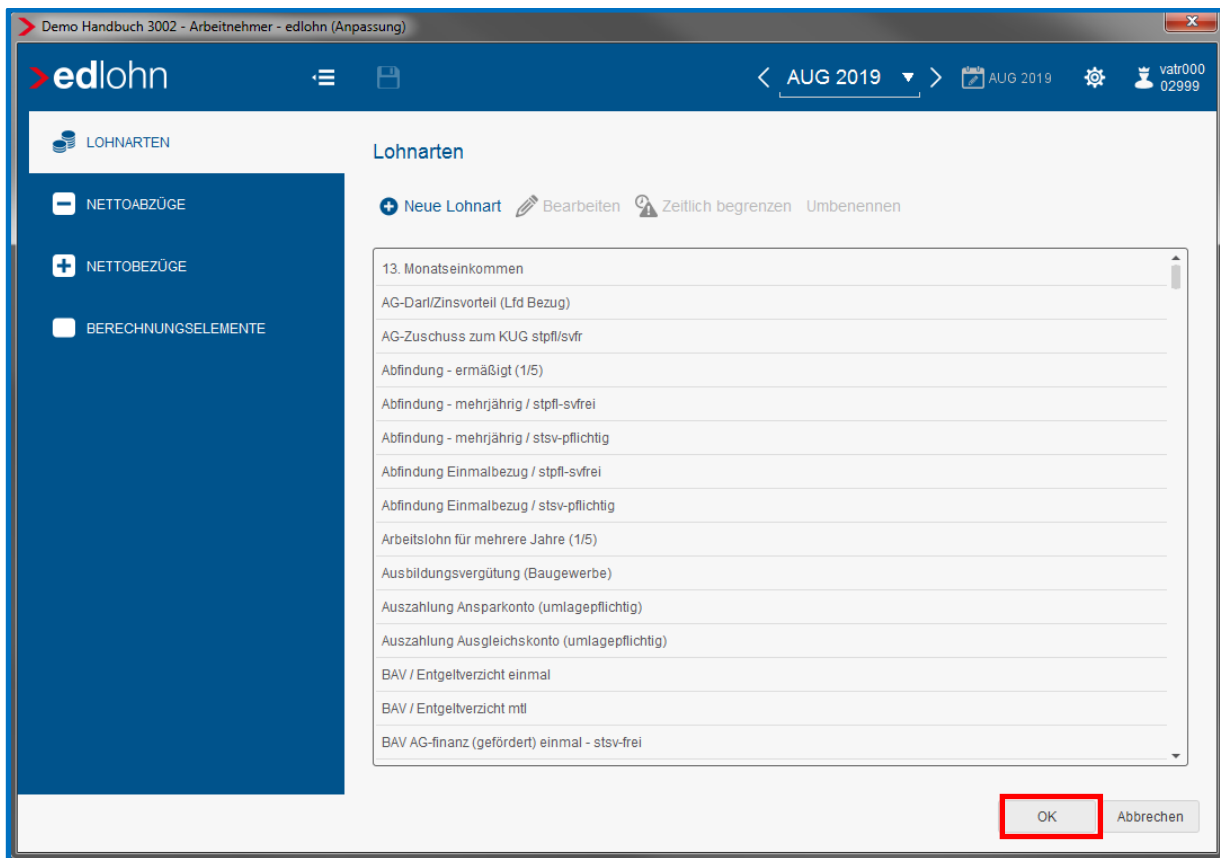 Demo Handbuch 3002 - Arbeitnehmer - edlohn (Anpassung)
edlohn
AUG 2019
AUG 2019
vatr000
02999
LOHNARTEN
NETTOABZÜGE
NETTOBEZÜGE
BERECHNUNGSELEMENTE
Lohnarten
Neue Lohnart Bearbeiten Zeitlich begrenzen Umbenennen
13. Monatseinkommen
AG-Darl/Zinsvorteil (Lfd Bezug)
AG-Zuschuss zum KUG stpfl/svfr
Abfindung - ermäßigt (1/5)
Abfindung - mehrjährig / stpfl-svfrei
Abfindung - mehrjährig / stsv-pflichtig
Abfindung Einmalbezug / stpfl-svfrei
Abfindung Einmalbezug / stsv-pflichtig
Arbeitslohn für mehrere Jahre (1/5)
Ausbildungsvergütung (Baugewerbe)
Auszahlung Ansparkonto (umlagepflichtig)
Auszahlung Ausgleichskonto (umlagepflichtig)
BAV / Entgeltverzicht einmal
BAV / Entgeltverzicht mtl
BAV AG-finanz (gefördert) einmal - stsv-frei
OK Abbrechen